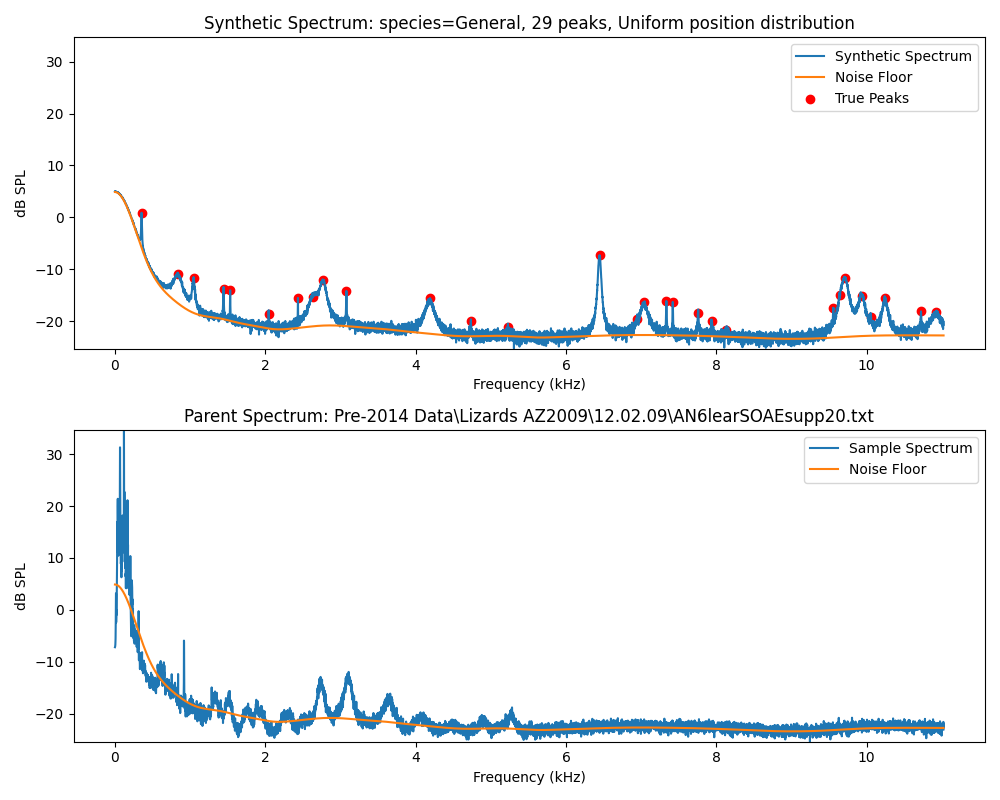 Synthetic Spectrum: species=General, 29 peaks, Uniform position distribution
30
20
10
0
−10
−20
dB SPL
Synthetic Spectrum
Noise Floor
True Peaks
0 2 4 6 8 10
Frequency (kHz)
Parent Spectrum: Pre-2014 Data\Lizards AZ2009\12.02.09\AN6learSOAEsupp20.txt
30
20
10
0
−10
−20
dB SPL
Sample Spectrum
Noise Floor
0 2 4 6 8 10
Frequency (kHz)